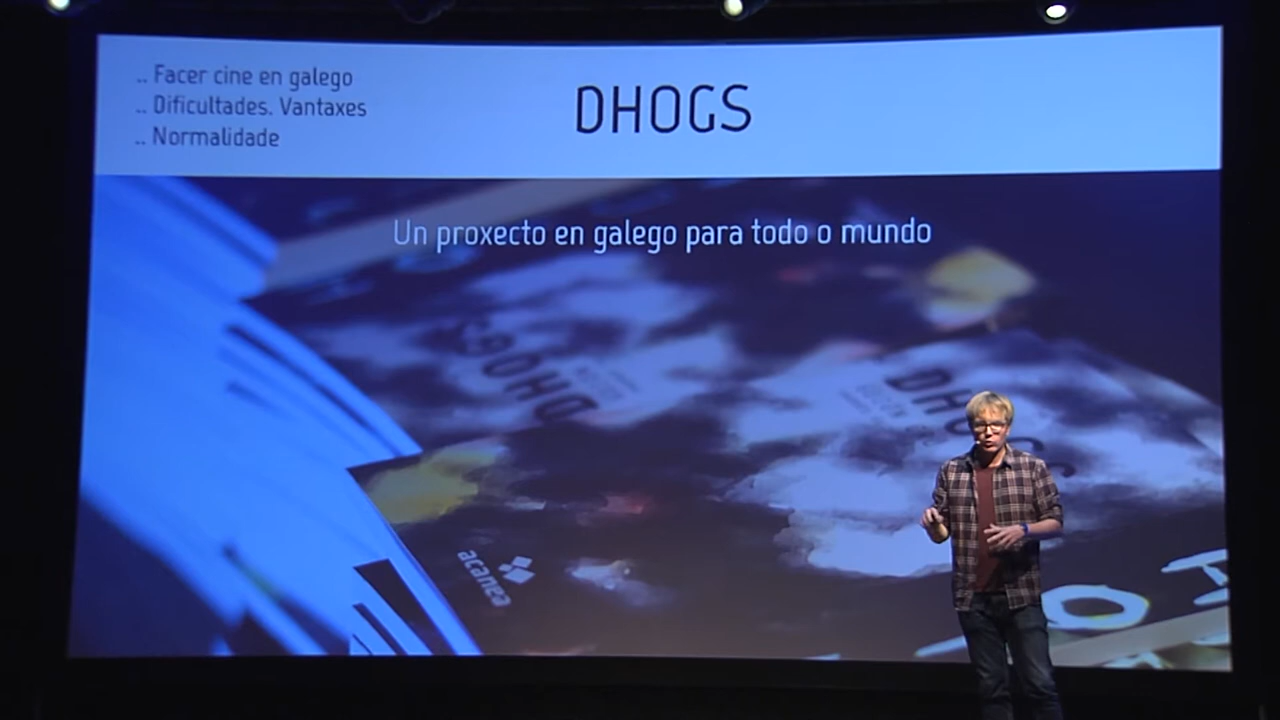 .. Facer cine en galego
.. Dificultades. Vantaxes
.. Normalidade
DHOGS
Un proxecto en galego para todo o mundo
DHOGS
DHOGS
acanea